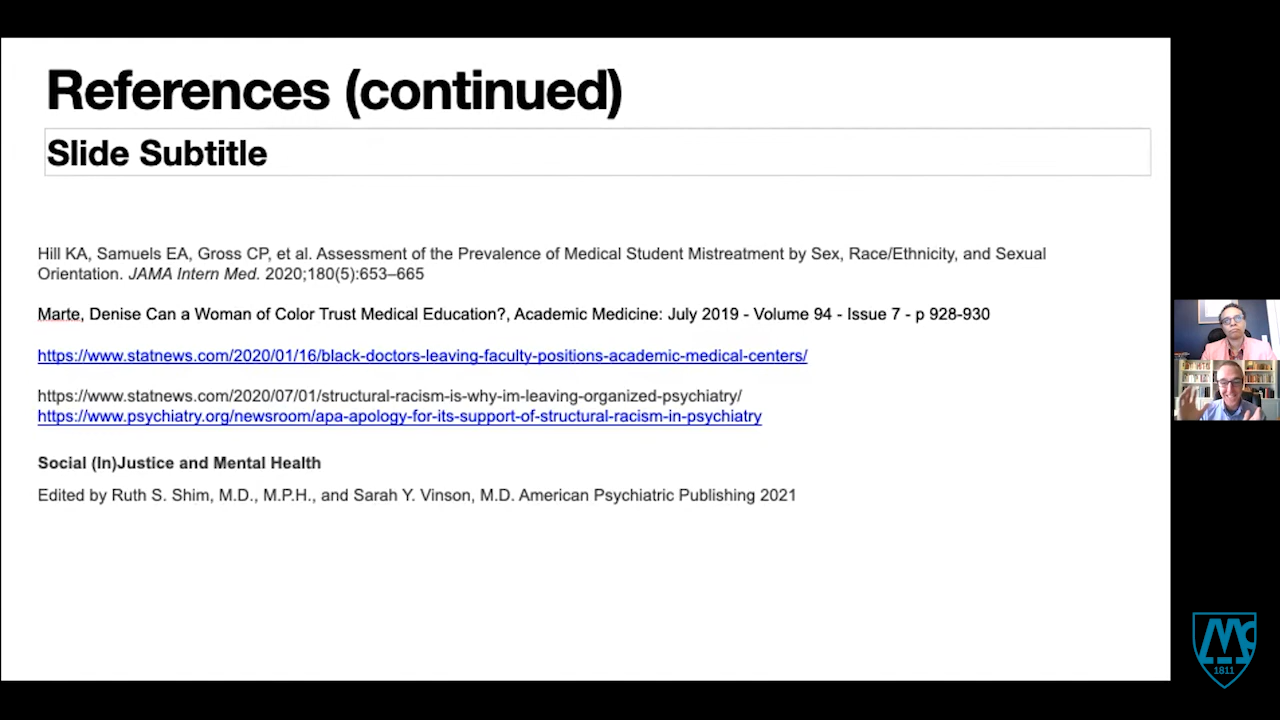 References (continued)
Slide Subtitle
Hill KA, Samuels EA, Gross CP, et al. Assessment of the Prevalence of Medical Student Mistreatment by Sex, Race/Ethnicity, and Sexual
Orientation. JAMA Intern Med. 2020;180(5):653–665
Marte, Denise Can a Woman of Color Trust Medical Education?, Academic Medicine: July 2019 - Volume 94 - Issue 7 - p 928-930
https://www.statnews.com/2020/01/16/black-doctors-leaving-faculty-positions-academic-medical-centers/
https://www.statnews.com/2020/07/01/structural-racism-is-why-im-leaving-organized-psychiatry/
https://www.psychiatry.org/newsroom/apa-apology-for-its-support-of-structural-racism-in-psychiatry
Social (In)Justice and Mental Health
Edited by Ruth S. Shim, M.D., M.P.H., and Sarah Y. Vinson, M.D. American Psychiatric Publishing 2021
1811